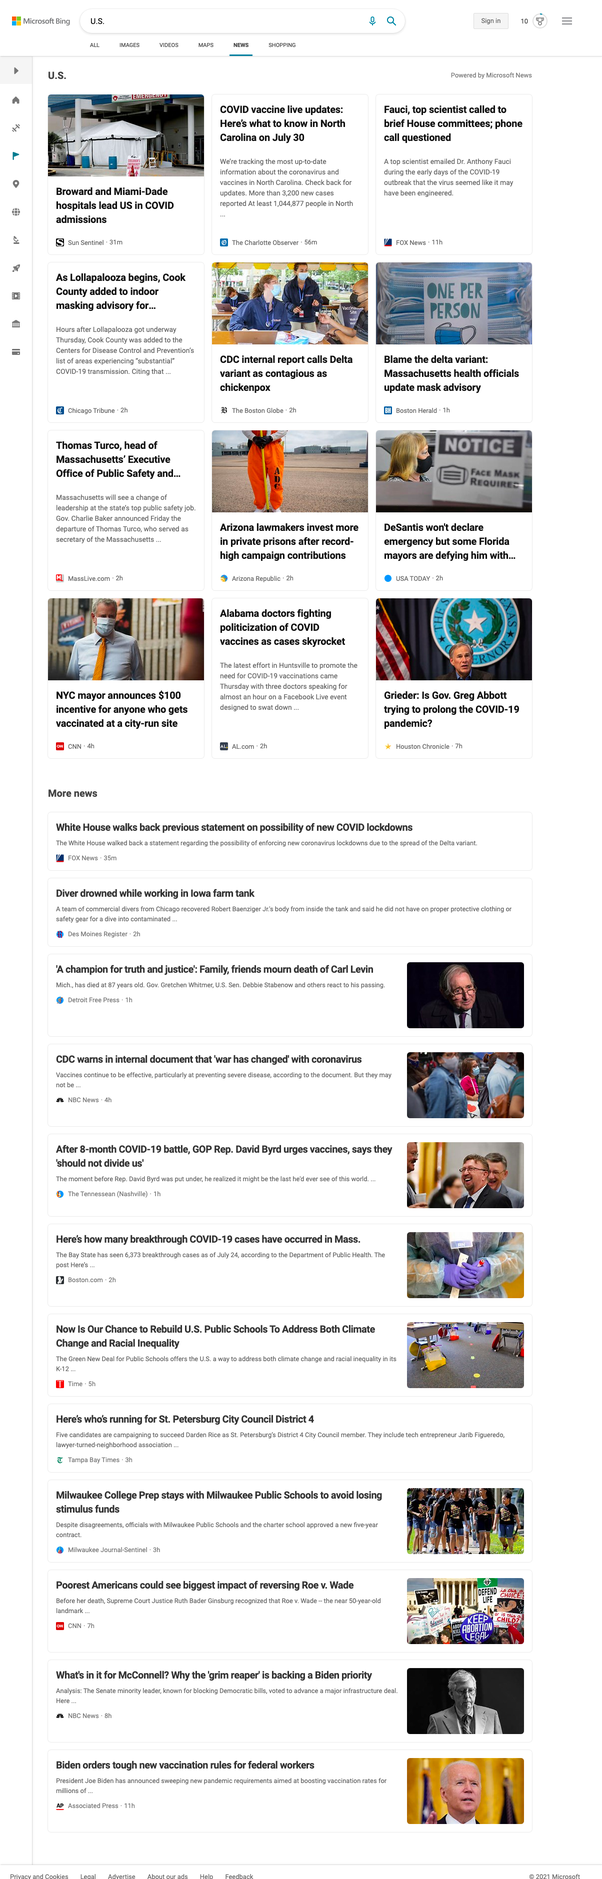 Microsoft Bing
U.S.
Sign in
10
ALL IMAGES VIDEOS MAPS NEWS SHOPPING
U.S.
Powered by Microsoft News
EMERGENCY
Broward and Miami-Dade
hospitals lead US in COVID
admissions
Sun Sentinel · 31m
COVID vaccine live updates:
Here's what to know in North
Carolina on July 30
We're tracking the most up-to-date
information about the coronavirus and
vaccines in North Carolina. Check back for
updates. More than 3,200 new cases
reported At least 1,044,877 people in North
...
The Charlotte Observer · 56m
Fauci, top scientist called to
brief House committees; phone
call questioned
A top scientist emailed Dr. Anthony Fauci
during the early days of the COVID-19
outbreak that the virus seemed like it may
have been engineered.
FOX News · 11h
As Lollapalooza begins, Cook
County added to indoor
masking advisory for…
Hours after Lollapalooza got underway
Thursday, Cook County was added to the
Centers for Disease Control and Prevention's
list of areas experiencing "substantial"
COVID-19 transmission. Citing that ...
Chicago Tribune · 2h
CDC internal report calls Delta
variant as contagious as
chickenpox
The Boston Globe · 2h
ONE PER
PERSON
Blame the delta variant:
Massachusetts health officials
update mask advisory
Boston Herald · 1h
Thomas Turco, head of
Massachusetts' Executive
Office of Public Safety and…
Massachusetts will see a change of
leadership at the state's top public safety job.
Gov. Charlie Baker announced Friday the
departure of Thomas Turco, who served as
secretary of the Massachusetts ...
MassLive.com · 2h
ADC
Arizona lawmakers invest more
in private prisons after record-
high campaign contributions
Arizona Republic · 2h
NOTICE
FACE MASK
REQUIRED
DeSantis won't declare
emergency but some Florida
mayors are defying him with…
USA TODAY · 2h
NYC mayor announces $100
incentive for anyone who gets
vaccinated at a city-run site
CNN · 4h
Alabama doctors fighting
politicization of COVID
vaccines as cases skyrocket
The latest effort in Huntsville to promote the
need for COVID-19 vaccinations came
Thursday with three doctors speaking for
almost an hour on a Facebook Live event
designed to swat down ...
AL.com · 2h
Grieder: Is Gov. Greg Abbott
trying to prolong the COVID-19
pandemic?
Houston Chronicle · 7h
More news
White House walks back previous statement on possibility of new COVID lockdowns
The White House walked back a statement regarding the possibility of enforcing new coronavirus lockdowns due to the spread of the Delta variant.
FOX News · 35m
Diver drowned while working in Iowa farm tank
A team of commercial divers from Chicago recovered Robert Baenziger Jr.'s body from inside the tank and said he did not have on proper protective clothing or
safety gear for a dive into contaminated ...
Des Moines Register · 2h
'A champion for truth and justice': Family, friends mourn death of Carl Levin
Mich., has died at 87 years old. Gov. Gretchen Whitmer, U.S. Sen. Debbie Stabenow and others react to his passing.
Detroit Free Press · 1h
CDC warns in internal document that 'war has changed' with coronavirus
Vaccines continue to be effective, particularly at preventing severe disease, according to the document. But they may
not be ...
NBC News · 4h
After 8-month COVID-19 battle, GOP Rep. David Byrd urges vaccines, says they
'should not divide us'
The moment before Rep. David Byrd was put under, he realized it might be the last he'd ever see of this world. ...
The Tennessean (Nashville) · 1h
Here's how many breakthrough COVID-19 cases have occurred in Mass.
The Bay State has seen 6,373 breakthrough cases as of July 24, according to the Department of Public Health. The
post Here's ...
Boston.com · 2h
Now Is Our Chance to Rebuild U.S. Public Schools To Address Both Climate
Change and Racial Inequality
The Green New Deal for Public Schools offers the U.S. a way to address both climate change and racial inequality in its
K-12 ...
Time · 5h
Here's who's running for St. Petersburg City Council District 4
Five candidates are campaigning to succeed Darden Rice as St. Petersburg's District 4 City Council member. They include tech entrepreneur Jarib Figueredo,
lawyer-turned-neighborhood association ...
Tampa Bay Times · 3h
Milwaukee College Prep stays with Milwaukee Public Schools to avoid losing
stimulus funds
Despite disagreements, officials with Milwaukee Public Schools and the charter school approved a new five-year
contract.
Milwaukee Journal-Sentinel · 3h
Poorest Americans could see biggest impact of reversing Roe v. Wade
Before her death, Supreme Court Justice Ruth Bader Ginsburg recognized that Roe v. Wade -- the near 50-year-old
landmark ...
CNN · 7h
DEFEND
LIFE
KEEP
ABORTION
LEGAL
What's in it for McConnell? Why the 'grim reaper' is backing a Biden priority
Analysis: The Senate minority leader, known for blocking Democratic bills, voted to advance a major infrastructure deal.
Here ...
NBC News · 8h
Biden orders tough new vaccination rules for federal workers
President Joe Biden has announced sweeping new pandemic requirements aimed at boosting vaccination rates for
millions of ...
AP Associated Press · 11h
Privacy and Cookies Legal Advertise About our ads Help Feedback
© 2021 Microsoft